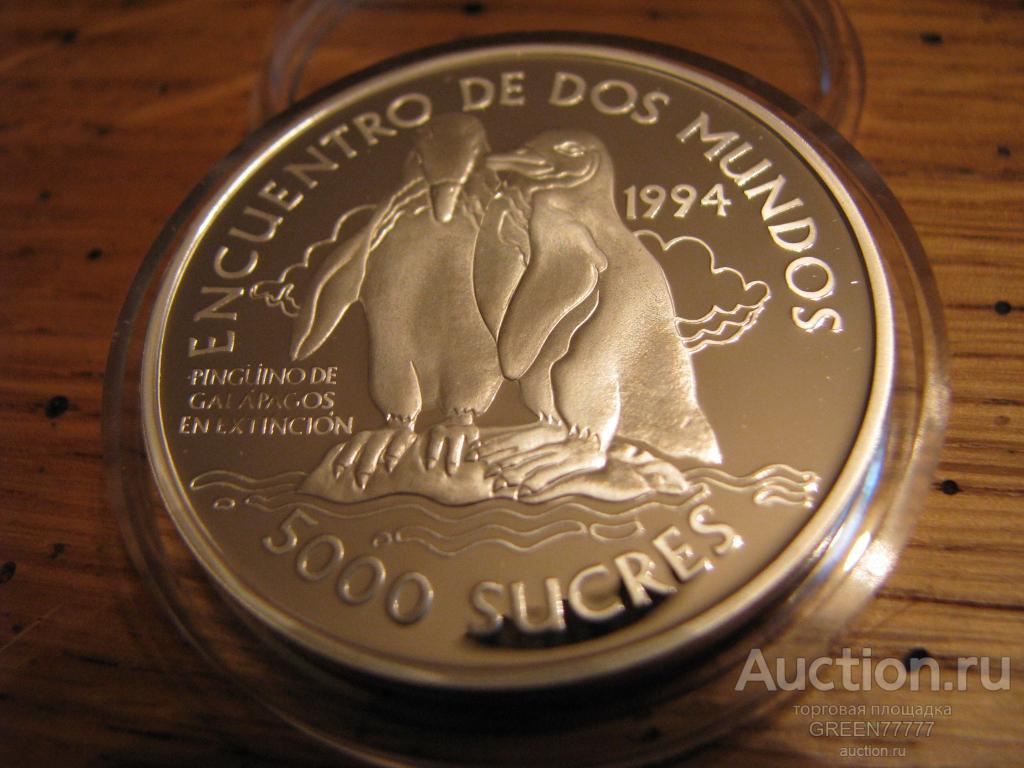 ENCUENTRO DE DOS MUNDOS
1994
PINGÜINO DE
GALÁPAGOS
EN EXTINCIÓN
5000 SUCRES
Auction.ru
торговая площадка
GREEN77777
auction.ru